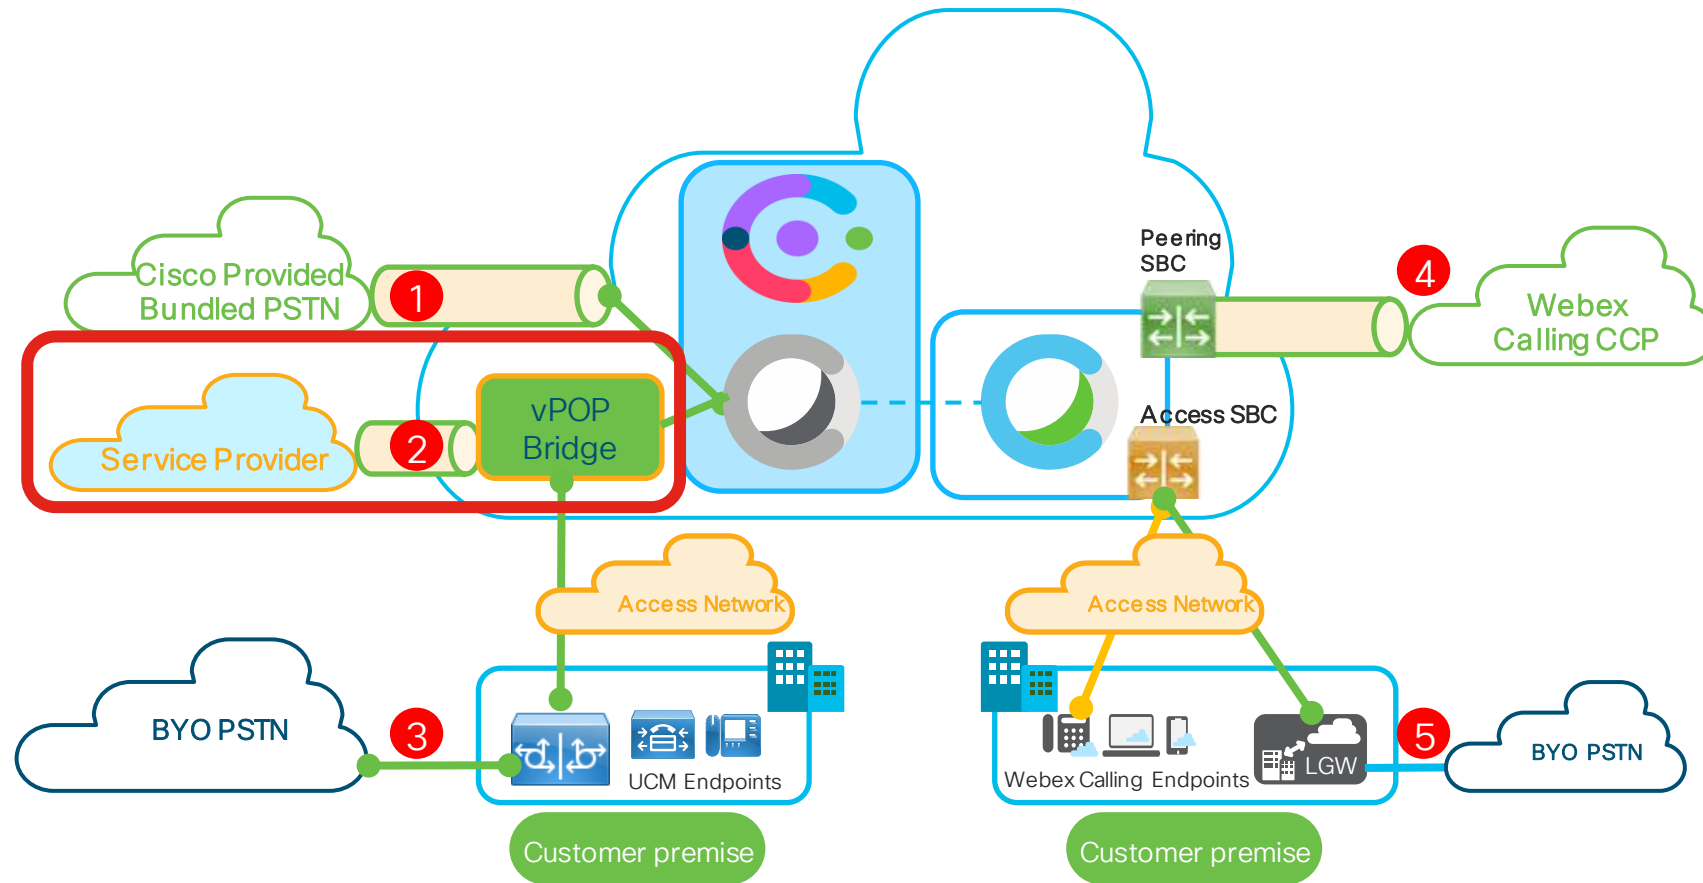 Peering
SBC
Cisco Provided
Bundled PSTN
1
4
Webex
Calling CCP
vPOP
Bridge
Service Provider
2
Access SBC
Access Network
Access Network
BYO PSTN
3
UCM Endpoints
Webex Calling Endpoints
LGW
5
BYO PSTN
Customer premise
Customer premise